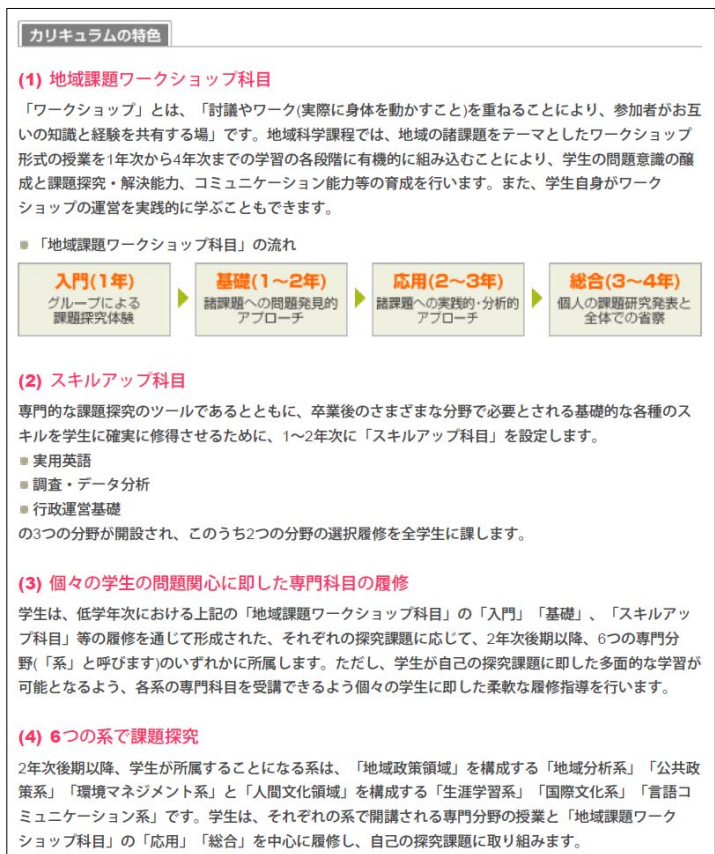 カリキュラムの特色
(1) 地域課題ワークショップ科目
「ワークショップ」とは、「討議やワーク(実際に身体を動かすこと)を重ねることにより、参加者がお互
いの知識と経験を共有する場」です。地域科学課程では、地域の諸課題をテーマとしたワークショップ
形式の授業を1年次から4年次までの学習の各段階に有機的に組み込むことにより、学生の問題意識の醸
成と課題探究・解決能力、コミュニケーション能力等の育成を行います。また、学生自身がワーク
ショップの運営を実践的に学ぶこともできます。
「地域課題ワークショップ科目」の流れ
入門(1年)
グループによる
課題探究体験
基礎(1〜2年)
諸課題への問題発見的
アプローチ
応用(2〜3年)
諸課題への実践的・分析的
アプローチ
総合(3〜4年)
個人の課題研究発表と
全体での省察
(2) スキルアップ科目
専門的な課題探究のツールであるとともに、卒業後のさまざまな分野で必要とされる基礎的な各種のス
キルを学生に確実に修得させるために、1〜2年次に「スキルアップ科目」を設定します。
実用英語
調査・データ分析
行政運営基礎
の3つの分野が開設され、このうち2つの分野の選択履修を全学生に課します。
(3) 個々の学生の問題関心に即した専門科目の履修
学生は、低学年次における上記の「地域課題ワークショップ科目」の「入門」「基礎」、「スキルアッ
プ科目」等の履修を通じて形成された、それぞれの探究課題に応じて、2年次後期以降、6つの専門分
野(「系」と呼びます)のいずれかに所属します。ただし、学生が自己の探究課題に即した多面的な学習が
可能となるよう、各系の専門科目を受講できるよう個々の学生に即した柔軟な履修指導を行います。
(4) 6つの系で課題探究
2年次後期以降、学生が所属することになる系は、「地域政策領域」を構成する「地域分析系」「公共政
策系」「環境マネジメント系」と「人間文化領域」を構成する「生涯学習系」「国際文化系」「言語コ
ミュニケーション系」です。学生は、それぞれの系で開講される専門分野の授業と「地域課題ワーク
ショップ科目」の「応用」「総合」を中心に履修し、自己の探究課題に取り組みます。